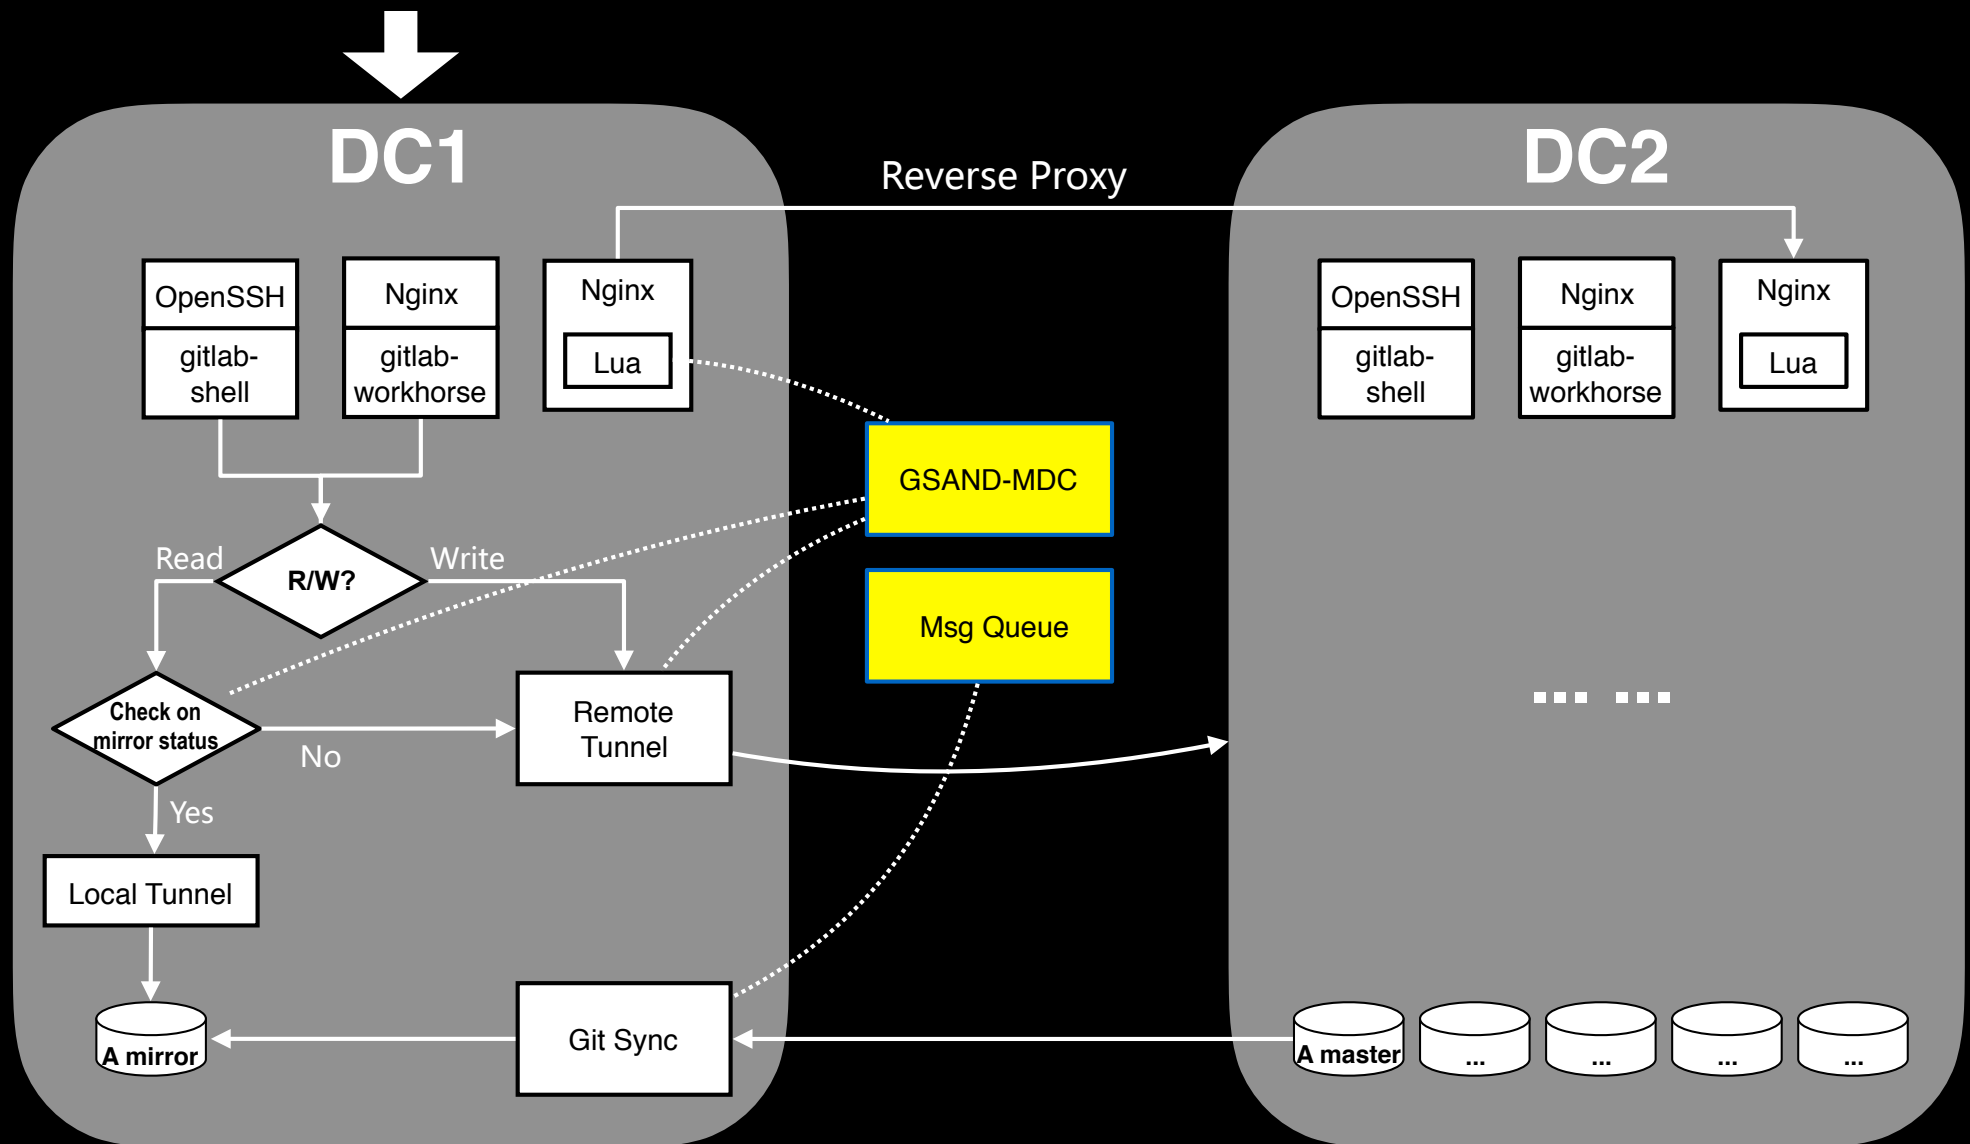 DC1
DC2
Reverse Proxy
OpenSSH
gitlab-
shell
Nginx
gitlab-
workhorse
Nginx
Lua
OpenSSH
gitlab-
shell
Nginx
gitlab-
workhorse
Nginx
Lua
GSAND-MDC
Read
R/W?
Write
Msg Queue
Check on
mirror status
No
Remote
Tunnel
... ...
Yes
Local Tunnel
A mirror
Git Sync
A master
...
...
...
...